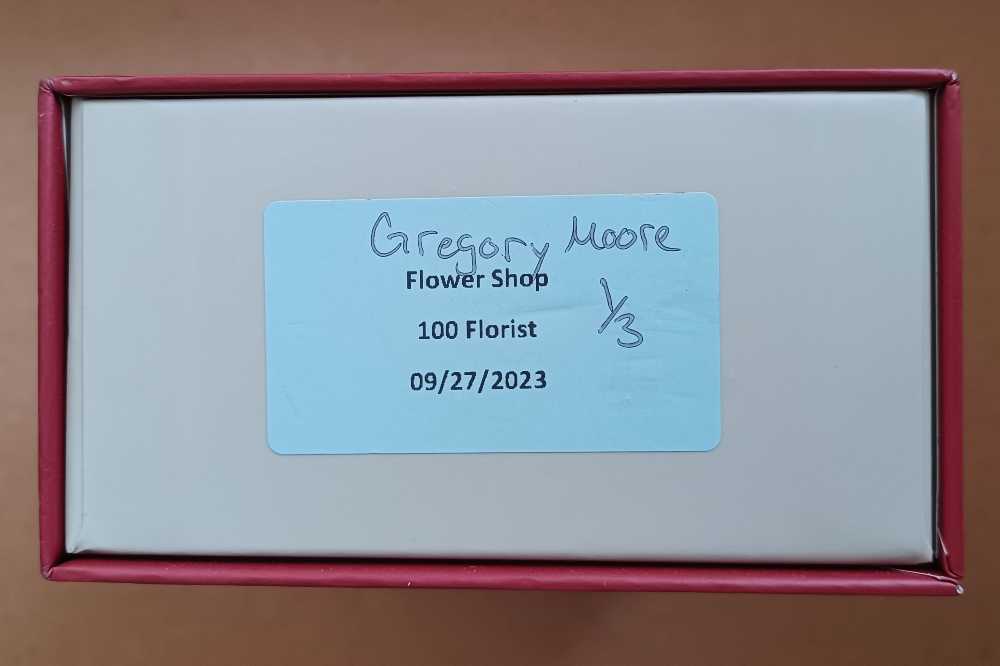 Gregory Moore
Flower Shop
1/3
100 Florist
09/27/2023